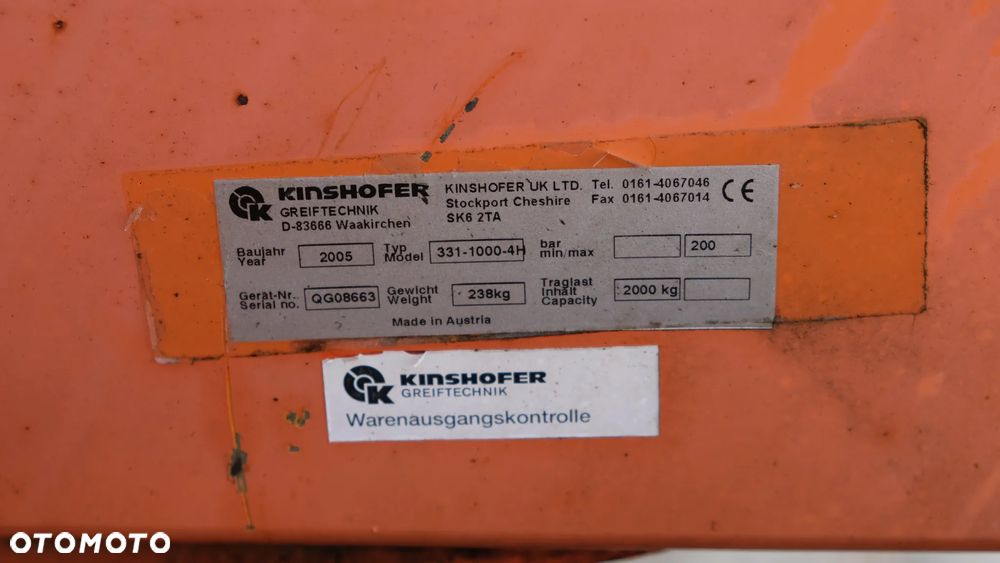 KINSHOFER
GREIFTECHNIK
D-83666 Waakirchen
KINSHOFER UK LTD. Tel. 0161-4067046
Stockport Cheshire Fax 0161-4067014
SK6 2TA
CE
Baujahr
Year
2005
Typ
Model
331-1000-4H
bar
min/max
200
Gerät-Nr.
Serial no.
QG08663
Gewicht
Weight
238kg
Traglast
Inhalt
Capacity
2000 kg
Made in Austria
KINSHOFER
GREIFTECHNIK
Warenausgangskontrolle
OTOMOTO